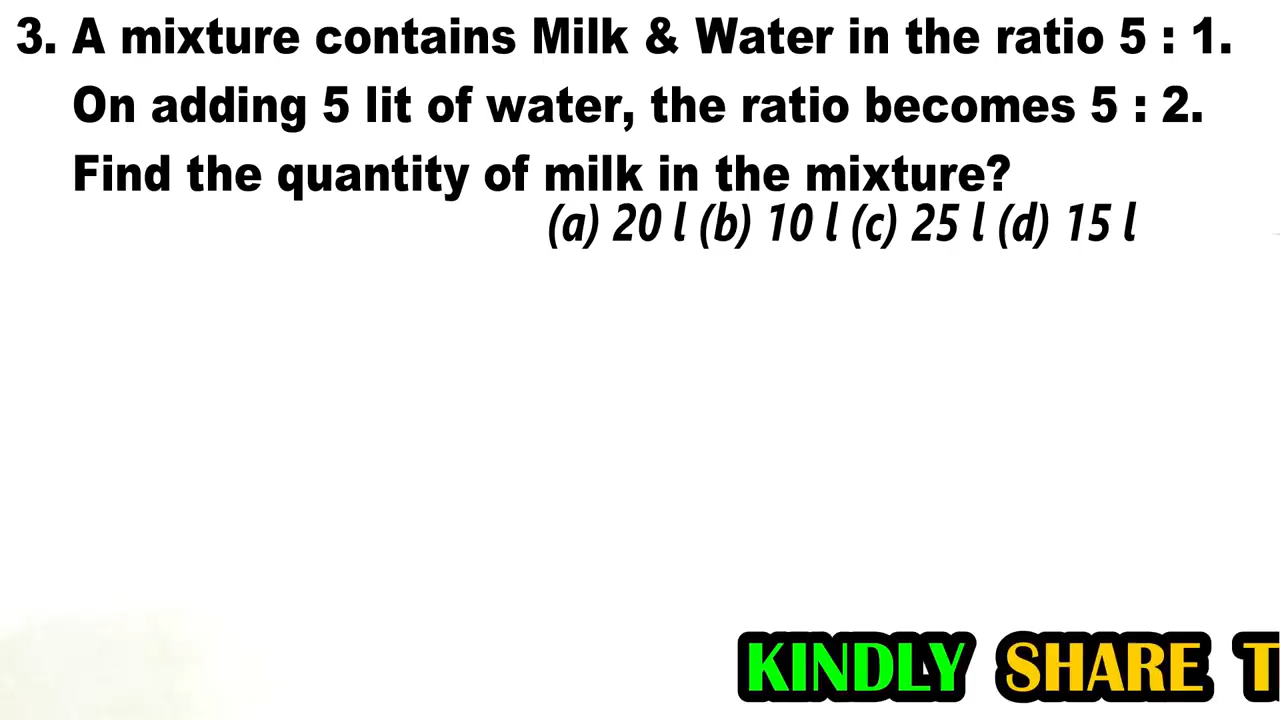 3. A mixture contains Milk & Water in the ratio 5 : 1.
On adding 5 lit of water, the ratio becomes 5 : 2.
Find the quantity of milk in the mixture?
(a) 20 l (b) 10 l (c) 25 l (d) 15 l
KINDLY SHARE T